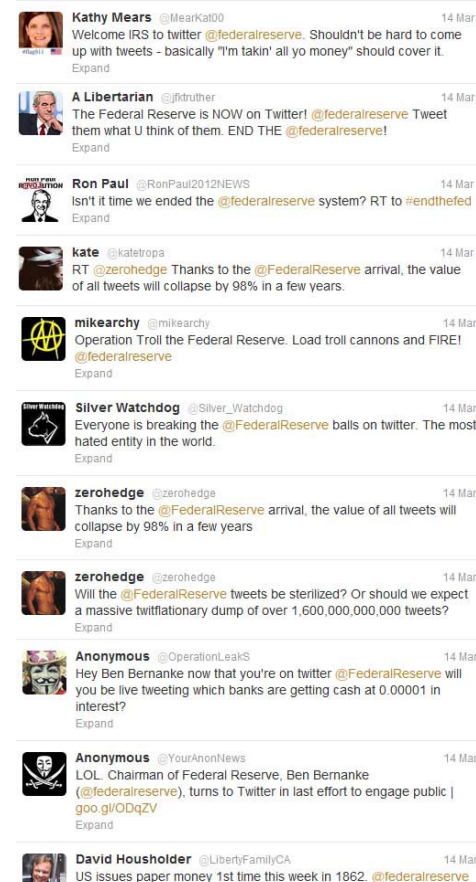 Kathy Mears @MearKat00 14 Mar
Welcome IRS to twitter @federalreserve. Shouldn't be hard to come
up with tweets - basically "I'm takin' all yo money" should cover it.
Expand
A Libertarian @jfktruther 14 Mar
The Federal Reserve is NOW on Twitter! @federalreserve Tweet
them what U think of them. END THE @federalreserve!
Expand
RON PAUL
REVOLUTION
Ron Paul @RonPaul2012NEWS 14 Mar
Isn't it time we ended the @federalreserve system? RT to #endthefed
Expand
kate @katetropa 14 Mar
RT @zerohedge Thanks to the @FederalReserve arrival, the value
of all tweets will collapse by 98% in a few years.
mikearchy @mikearchy 14 Mar
Operation Troll the Federal Reserve. Load troll cannons and FIRE!
@federalreserve
Expand
Silver Watchdog
Silver Watchdog @Silver_Watchdog 14 Mar
Everyone is breaking the @FederalReserve balls on twitter. The most
hated entity in the world.
Expand
zerohedge @zerohedge 14 Mar
Thanks to the @FederalReserve arrival, the value of all tweets will
collapse by 98% in a few years
Expand
zerohedge @zerohedge 14 Mar
Will the @FederalReserve tweets be sterilized? Or should we expect
a massive twitflationary dump of over 1,600,000,000,000 tweets?
Expand
Anonymous @OperationLeakS 14 Mar
Hey Ben Bernanke now that you're on twitter @FederalReserve will
you be live tweeting which banks are getting cash at 0.00001 in
interest?
Expand
Anonymous @YourAnonNews 14 Mar
LOL. Chairman of Federal Reserve, Ben Bernanke
(@federalreserve), turns to Twitter in last effort to engage public |
goo.gl/ODqZV
Expand
David Housholder @LibertyFamilyCA 14 Mar
US issues paper money 1st time this week in 1862. @federalreserve